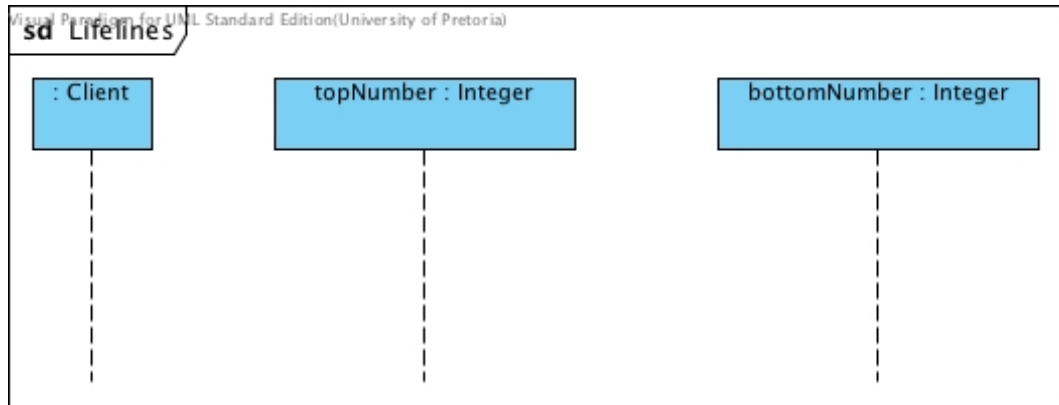 Visual Paradigm for UML Standard Edition(University of Pretoria)
sd Lifelines
: Client
topNumber : Integer
bottomNumber : Integer